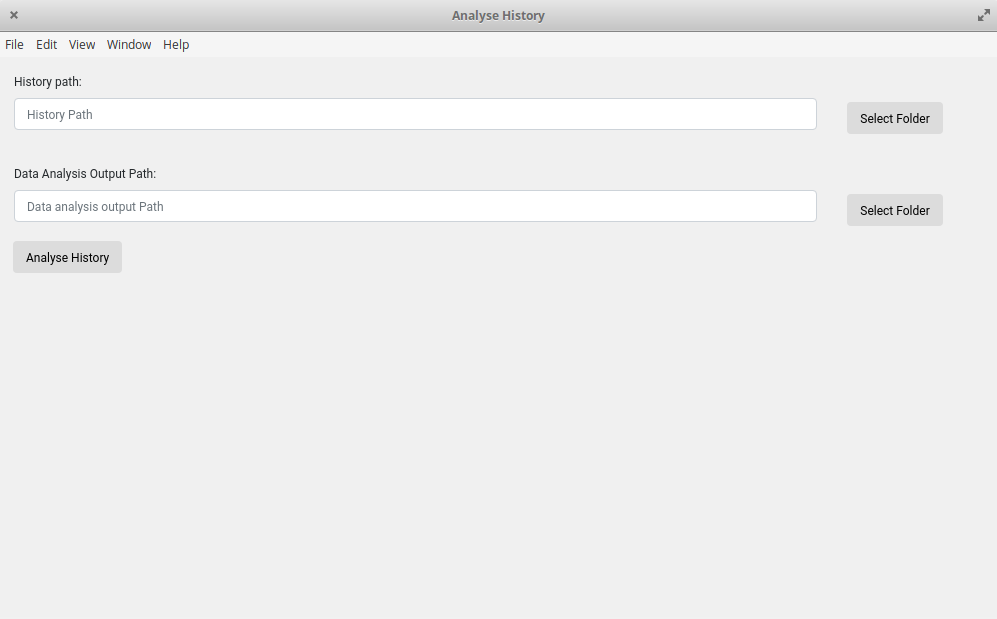 Analyse History
File Edit View Window Help
History path:
History Path
Select Folder
Data Analysis Output Path:
Data analysis output Path
Select Folder
Analyse History